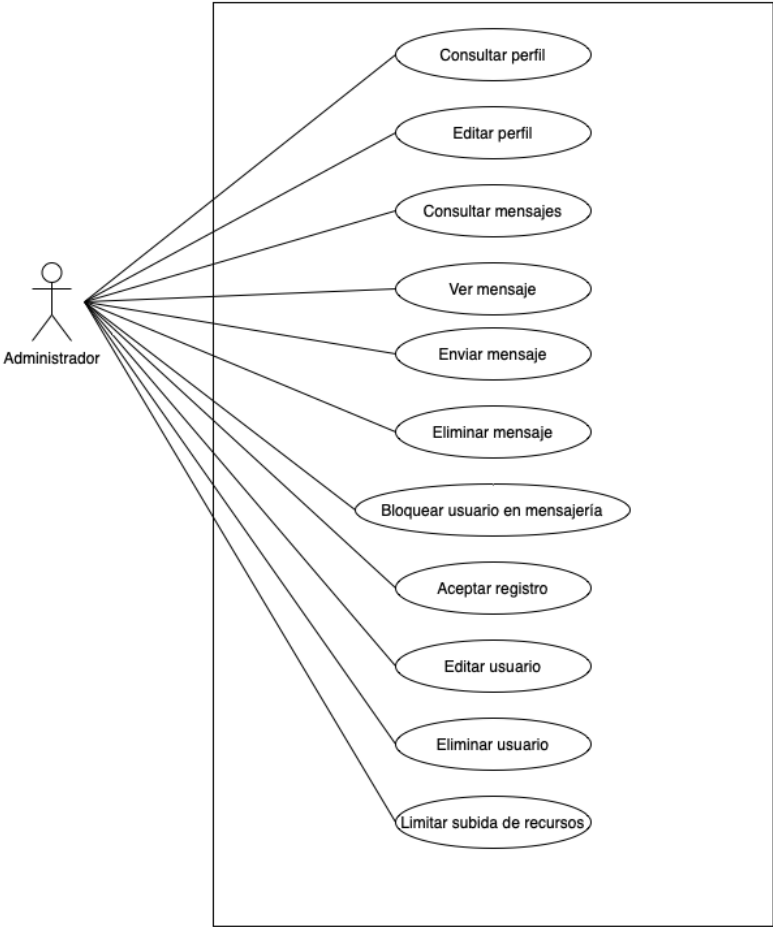 Consultar perfil
Editar perfil
Consultar mensajes
Ver mensaje
Enviar mensaje
Administrador
Eliminar mensaje
Bloquear usuario en mensajería
Aceptar registro
Editar usuario
Eliminar usuario
Limitar subida de recursos